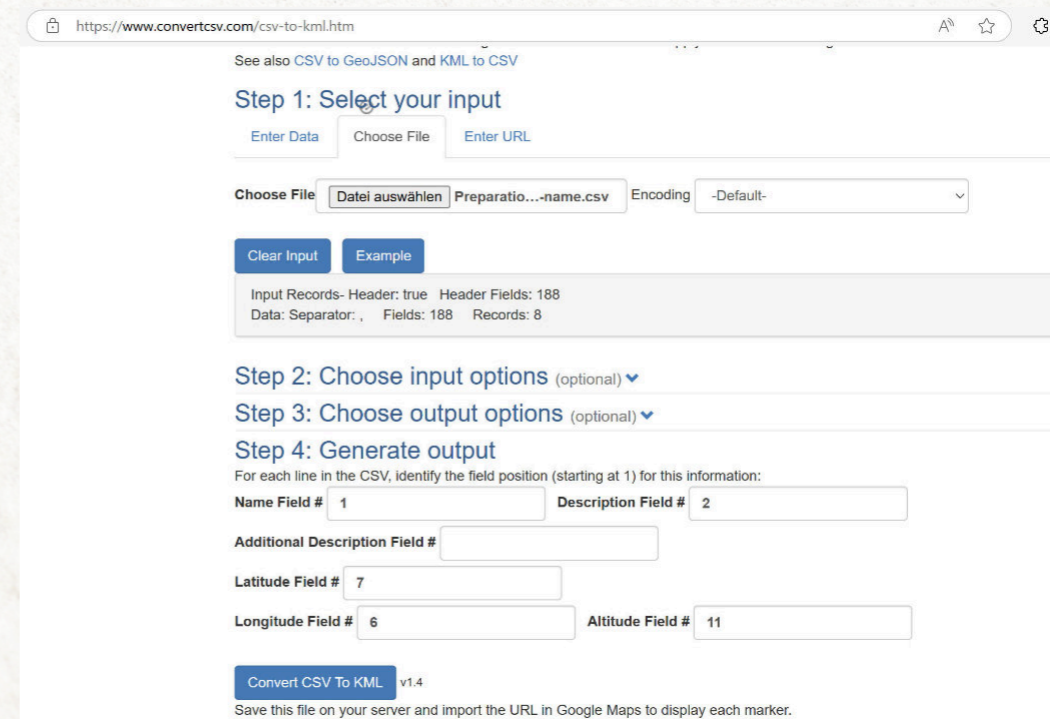 https://www.convertcsv.com/csv-to-kml.htm
See also CSV to GeoJSON and KML to CSV
Step 1: Select your input
Enter Data Choose File Enter URL
Choose File Datei auswählen Preparatio...-name.csv Encoding -Default-
Clear Input Example
Input Records- Header: true Header Fields: 188
Data: Separator: , Fields: 188 Records: 8
Step 2: Choose input options (optional)
Step 3: Choose output options (optional)
Step 4: Generate output
For each line in the CSV, identify the field position (starting at 1) for this information:
Name Field # 1 Description Field # 2
Additional Description Field #
Latitude Field # 7
Longitude Field # 6 Altitude Field # 11
Convert CSV To KML v1.4
Save this file on your server and import the URL in Google Maps to display each marker.